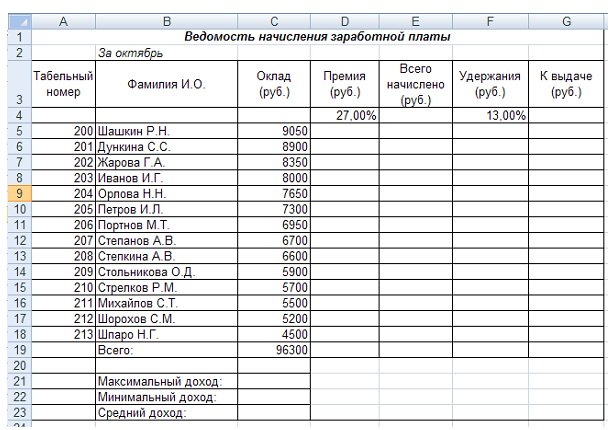 A B C D E F G
1 Ведомость начисления заработной платы
2 За октябрь
3 Табельный номер Фамилия И.О. Оклад (руб.) Премия (руб.) Всего начислено (руб.) Удержания (руб.) К выдаче (руб.)
4 27,00% 13,00%
5 200 Шашкин Р.Н. 9050
6 201 Дункина С.С. 8900
7 202 Жарова Г.А. 8350
8 203 Иванов И.Г. 8000
9 204 Орлова Н.Н. 7650
10 205 Петров И.Л. 7300
11 206 Портнов М.Т. 6950
12 207 Степанов А.В. 6700
13 208 Степкина А.В. 6600
14 209 Стольникова О.Д. 5900
15 210 Стрелков Р.М. 5700
16 211 Михайлов С.Т. 5500
17 212 Шорохов С.М. 5200
18 213 Шпаро Н.Г. 4500
19 Всего: 96300
20
21 Максимальный доход:
22 Минимальный доход:
23 Средний доход: